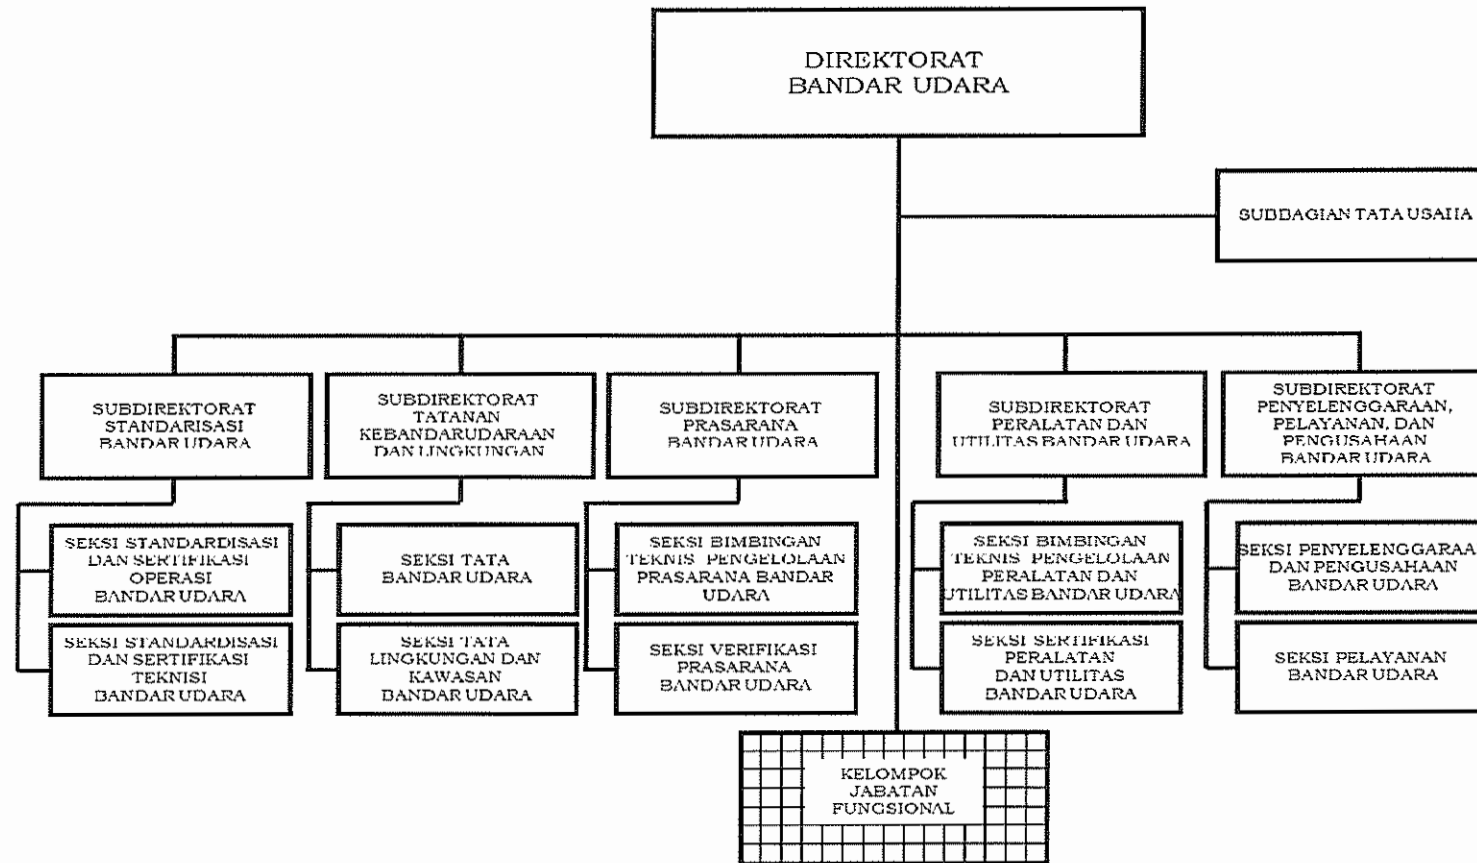 DIREKTORAT
BANDAR UDARA
SUBBAGIAN TATA USAHA
SUBDIREKTORAT
STANDARISASI
BANDAR UDARA
SUBDIREKTORAT
TATANAN
KEBANDARUDARAAN
DAN LINGKUNGAN
SUBDIREKTORAT
PRASARANA
BANDAR UDARA
SUBDIREKTORAT
PERALATAN DAN
UTILITAS BANDAR UDARA
SUBDIREKTORAT
PENYELENGGARAAN,
PELAYANAN, DAN
PENGUSAHAAN
BANDAR UDARA
SEKSI STANDARDISASI
DAN SERTIFIKASI
OPERASI
BANDAR UDARA
SEKSI TATA
BANDAR UDARA
SEKSI BIMBINGAN
TEKNIS PENGELOLAAN
PRASARANA BANDAR
UDARA
SEKSI BIMBINGAN
TEKNIS PENGELOLAAN
PERALATAN DAN
UTILITAS BANDAR UDARA
SEKSI PENYELENGGARAA
DAN PENGUSAHAAN
BANDAR UDARA
SEKSI STANDARDISASI
DAN SERTIFIKASI
TEKNISI
BANDAR UDARA
SEKSI TATA
LINGKUNGAN DAN
KAWASAN
BANDAR UDARA
SEKSI VERIFIKASI
PRASARANA
BANDAR UDARA
SEKSI SERTIFIKASI
PERALATAN
DAN UTILITAS
BANDAR UDARA
SEKSI PELAYANAN
BANDAR UDARA
KELOMPOK
JABATAN
FUNGSIONAL